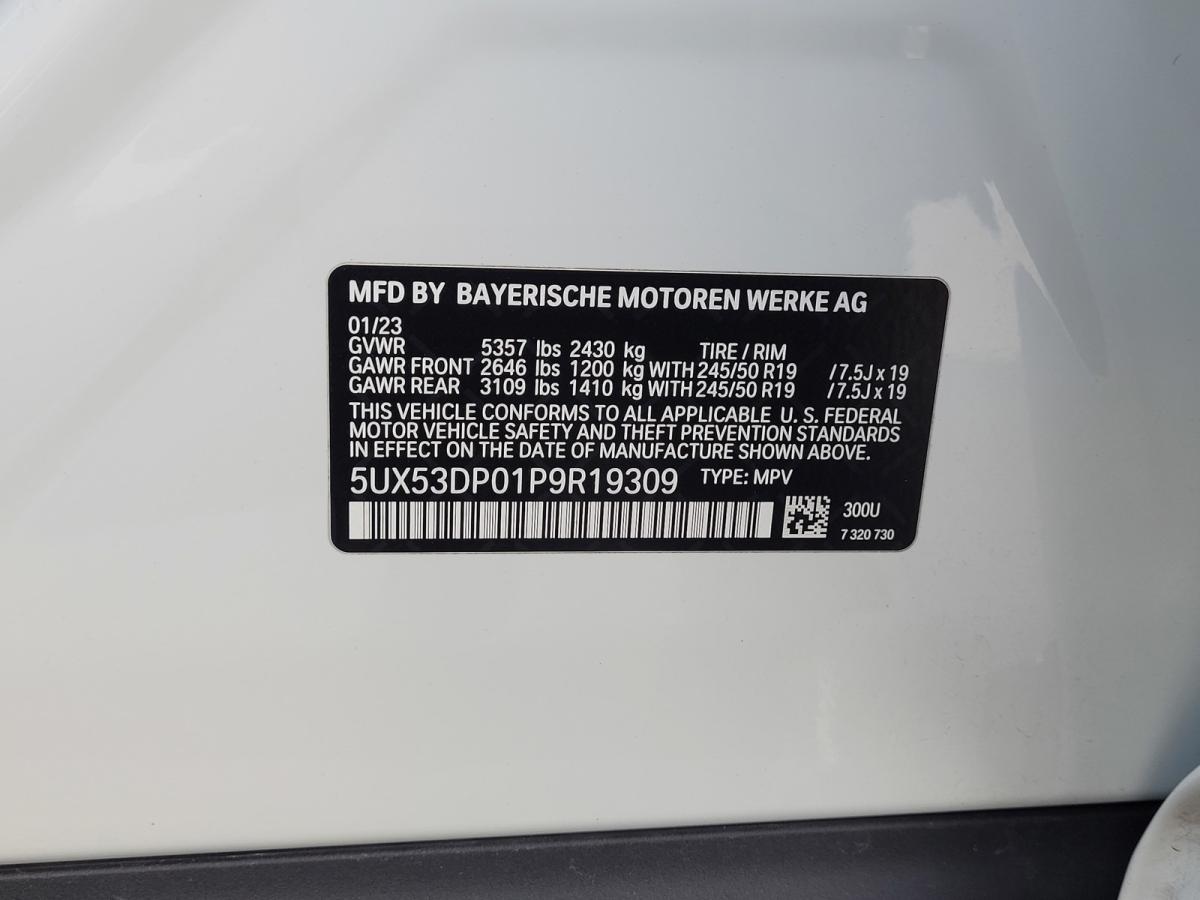 MFD BY BAYERISCHE MOTOREN WERKE AG
01/23
GVWR 5357 lbs 2430 kg TIRE / RIM
GAWR FRONT 2646 lbs 1200 kg WITH 245/50 R19 / 7.5J x 19
GAWR REAR 3109 lbs 1410 kg WITH 245/50 R19 / 7.5J x 19
THIS VEHICLE CONFORMS TO ALL APPLICABLE U. S. FEDERAL
MOTOR VEHICLE SAFETY AND THEFT PREVENTION STANDARDS
IN EFFECT ON THE DATE OF MANUFACTURE SHOWN ABOVE.
5UX53DP01P9R19309 TYPE: MPV
300U
7 320 730